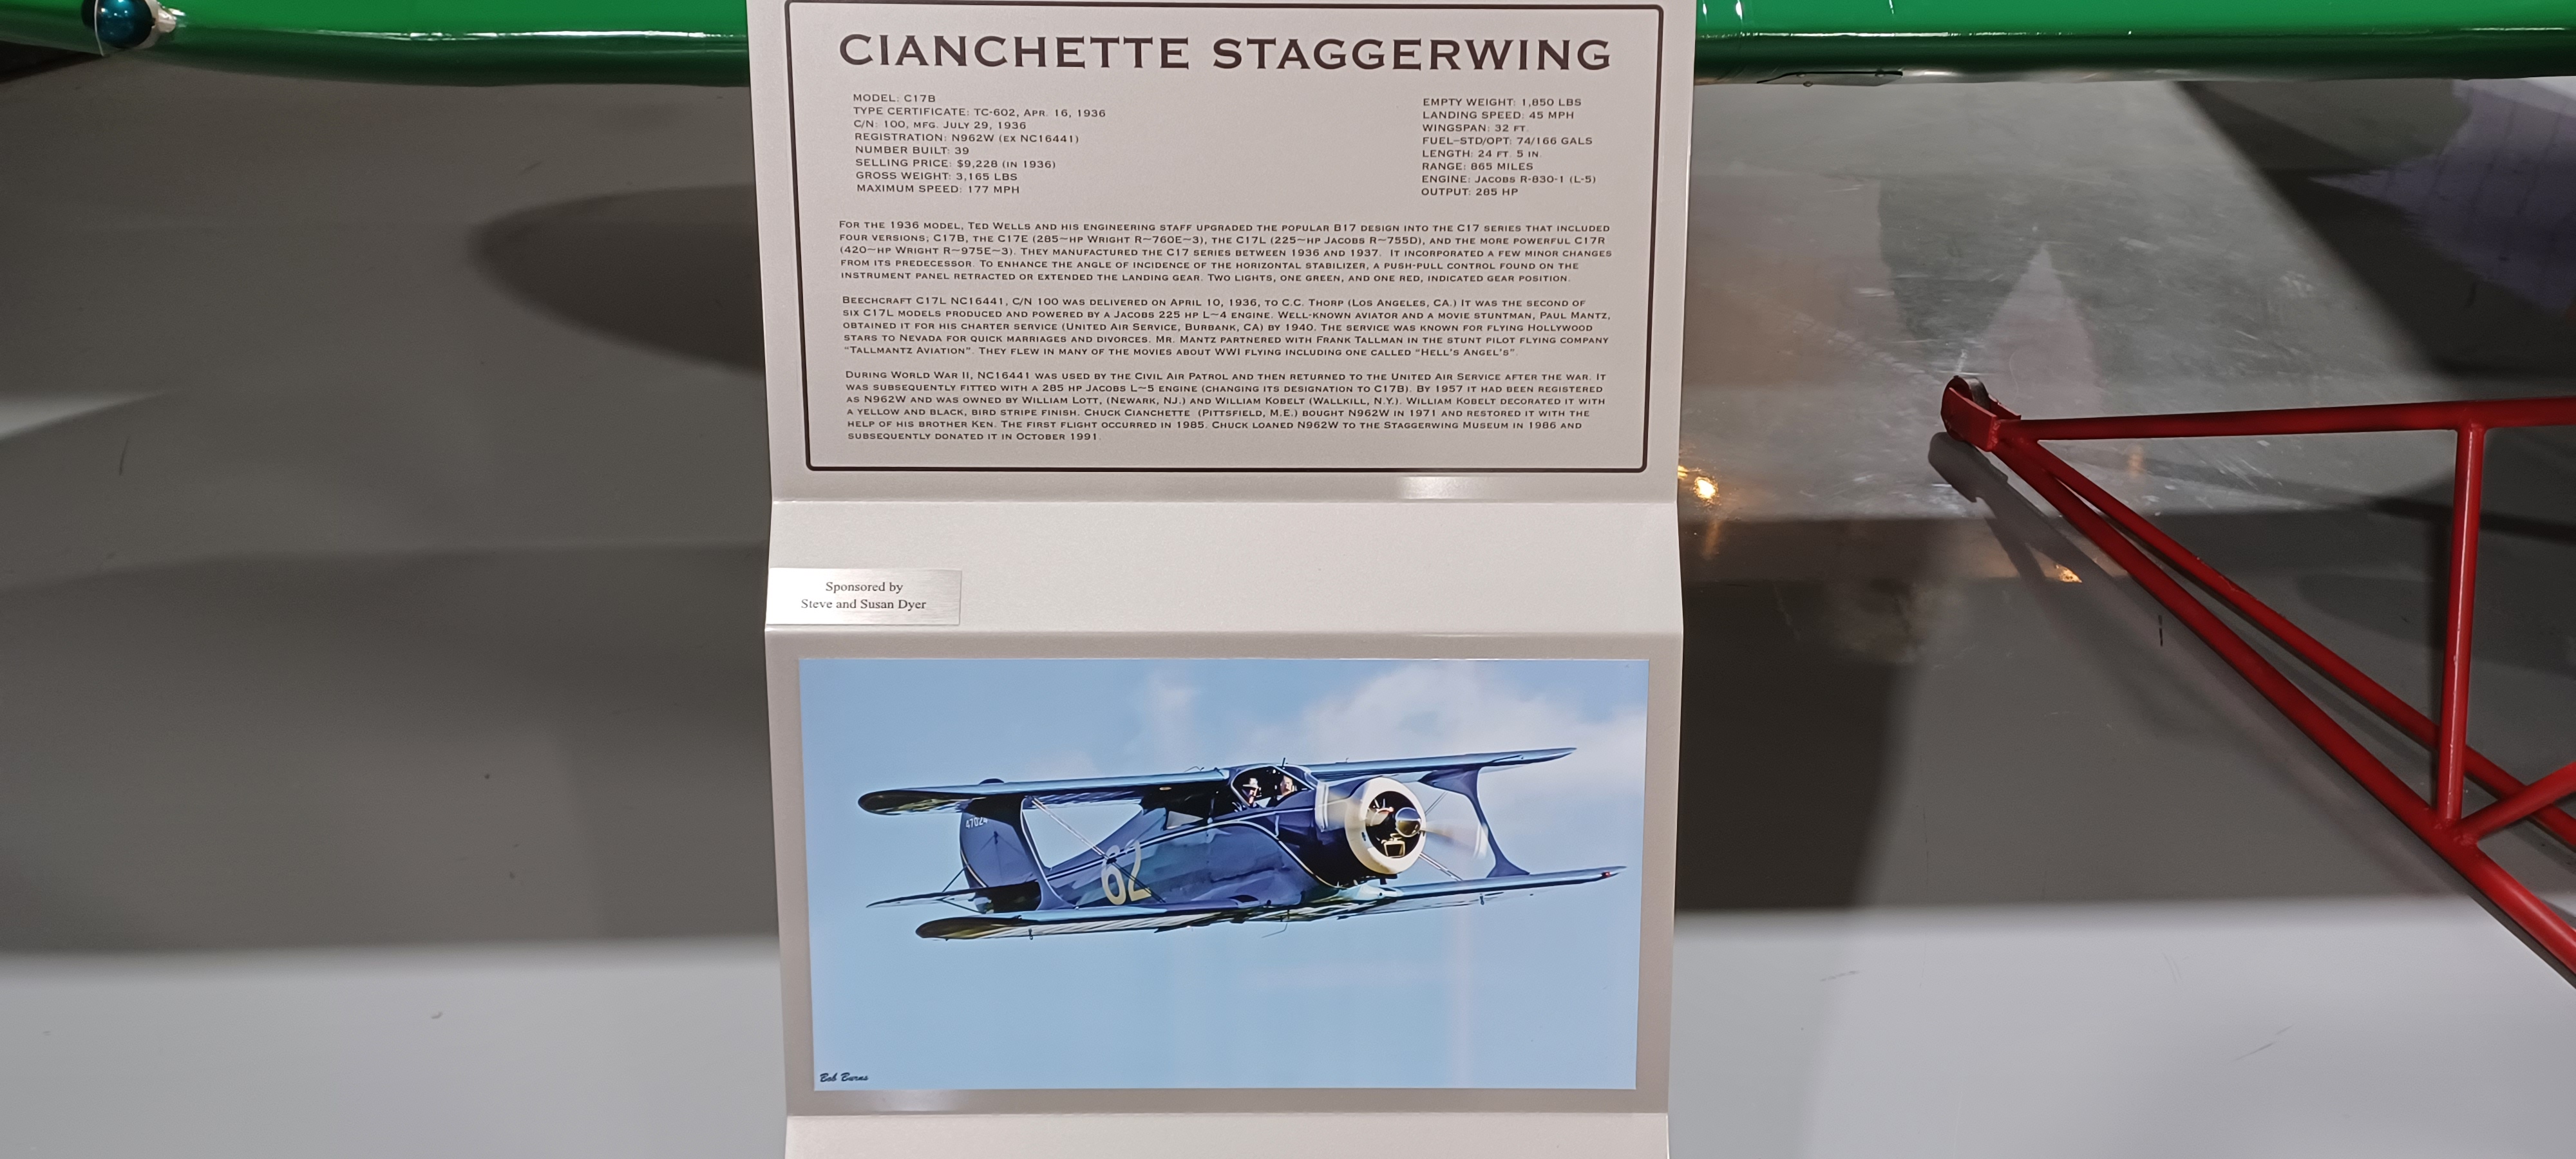 CIANCHETTE STAGGERWING
MODEL: C17B
TYPE CERTIFICATE: TC-602, APR. 16, 1936
C/N: 100, MFG. JULY 29, 1936
REGISTRATION: N962W (EX NC16441)
NUMBER BUILT: 39
SELLING PRICE: $9,228 (IN 1936)
GROSS WEIGHT: 3,165 LBS
MAXIMUM SPEED: 177 MPH
EMPTY WEIGHT: 1,850 LBS
LANDING SPEED: 45 MPH
WINGSPAN: 32 FT.
FUEL-STD/OPT: 74/166 GALS
LENGTH: 24 FT. 5 IN.
RANGE: 865 MILES
ENGINE: JACOBS R-830-1 (L-5)
OUTPUT: 285 HP
FOR THE 1936 MODEL, TED WELLS AND HIS ENGINEERING STAFF UPGRADED THE POPULAR B17 DESIGN INTO THE C17 SERIES THAT INCLUDED
FOUR VERSIONS; C17B, THE C17E (285~HP WRIGHT R~760E~3), THE C17L (225~HP JACOBS R~755D), AND THE MORE POWERFUL C17R
(420~HP WRIGHT R~975E~3). THEY MANUFACTURED THE C17 SERIES BETWEEN 1936 AND 1937. IT INCORPORATED A FEW MINOR CHANGES
FROM ITS PREDECESSOR. TO ENHANCE THE ANGLE OF INCIDENCE OF THE HORIZONTAL STABILIZER, A PUSH-PULL CONTROL FOUND ON THE
INSTRUMENT PANEL RETRACTED OR EXTENDED THE LANDING GEAR. TWO LIGHTS, ONE GREEN, AND ONE RED, INDICATED GEAR POSITION.
BEECHCRAFT C17L NC16441, C/N 100 WAS DELIVERED ON APRIL 10, 1936, TO C.C. THORP (LOS ANGELES, CA.) IT WAS THE SECOND OF
SIX C17L MODELS PRODUCED AND POWERED BY A JACOBS 225 HP L~4 ENGINE. WELL-KNOWN AVIATOR AND A MOVIE STUNTMAN, PAUL MANTZ,
OBTAINED IT FOR HIS CHARTER SERVICE (UNITED AIR SERVICE, BURBANK, CA) BY 1940. THE SERVICE WAS KNOWN FOR FLYING HOLLYWOOD
STARS TO NEVADA FOR QUICK MARRIAGES AND DIVORCES. MR. MANTZ PARTNERED WITH FRANK TALLMAN IN THE STUNT PILOT FLYING COMPANY
"TALLMANTZ AVIATION". THEY FLEW IN MANY OF THE MOVIES ABOUT WWI FLYING INCLUDING ONE CALLED "HELL'S ANGEL'S".
DURING WORLD WAR II, NC16441 WAS USED BY THE CIVIL AIR PATROL AND THEN RETURNED TO THE UNITED AIR SERVICE AFTER THE WAR. IT
WAS SUBSEQUENTLY FITTED WITH A 285 HP JACOBS L~5 ENGINE (CHANGING ITS DESIGNATION TO C17B). BY 1957 IT HAD BEEN REGISTERED
AS N962W AND WAS OWNED BY WILLIAM LOTT, (NEWARK, NJ.) AND WILLIAM KOBELT (WALLKILL, N.Y.). WILLIAM KOBELT DECORATED IT WITH
A YELLOW AND BLACK, BIRD STRIPE FINISH. CHUCK CIANCHETTE (PITTSFIELD, M.E.) BOUGHT N962W IN 1971 AND RESTORED IT WITH THE
HELP OF HIS BROTHER KEN. THE FIRST FLIGHT OCCURRED IN 1985. CHUCK LOANED N962W TO THE STAGGERWING MUSEUM IN 1986 AND
SUBSEQUENTLY DONATED IT IN OCTOBER 1991.
Sponsored by
Steve and Susan Dyer
47024
62
Bob Burns